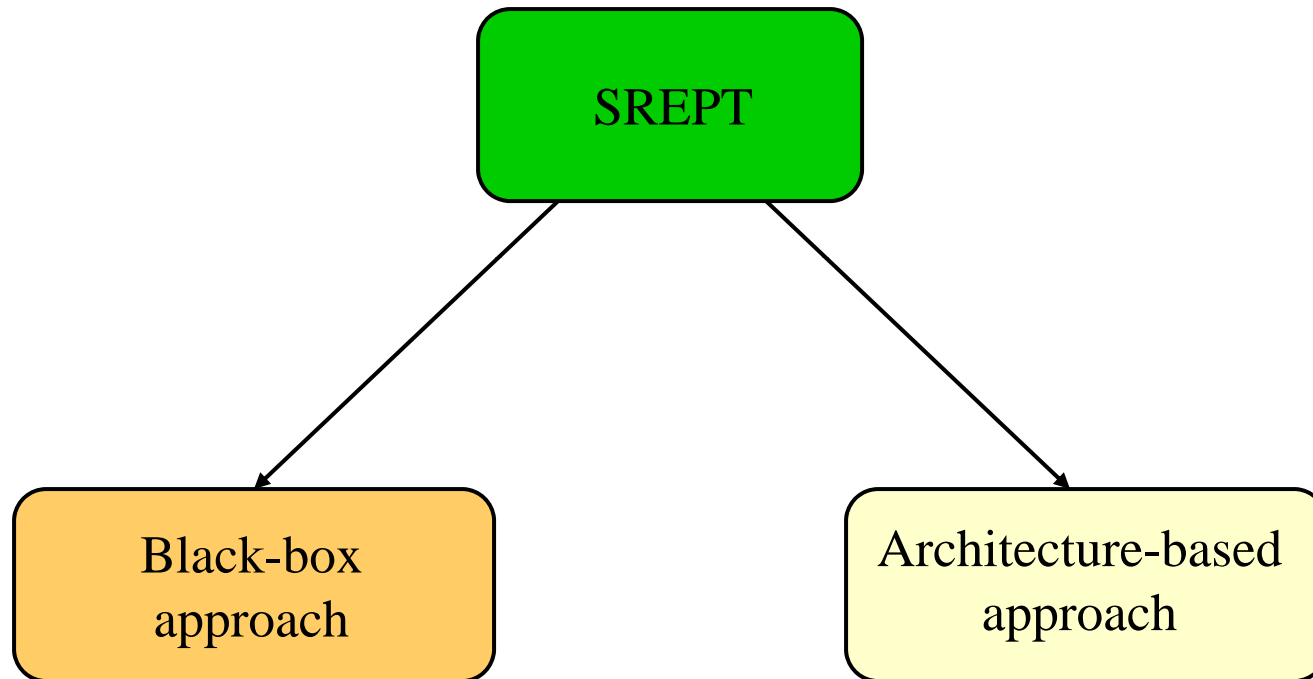 SREPT
Black-box
approach
Architecture-based
approach